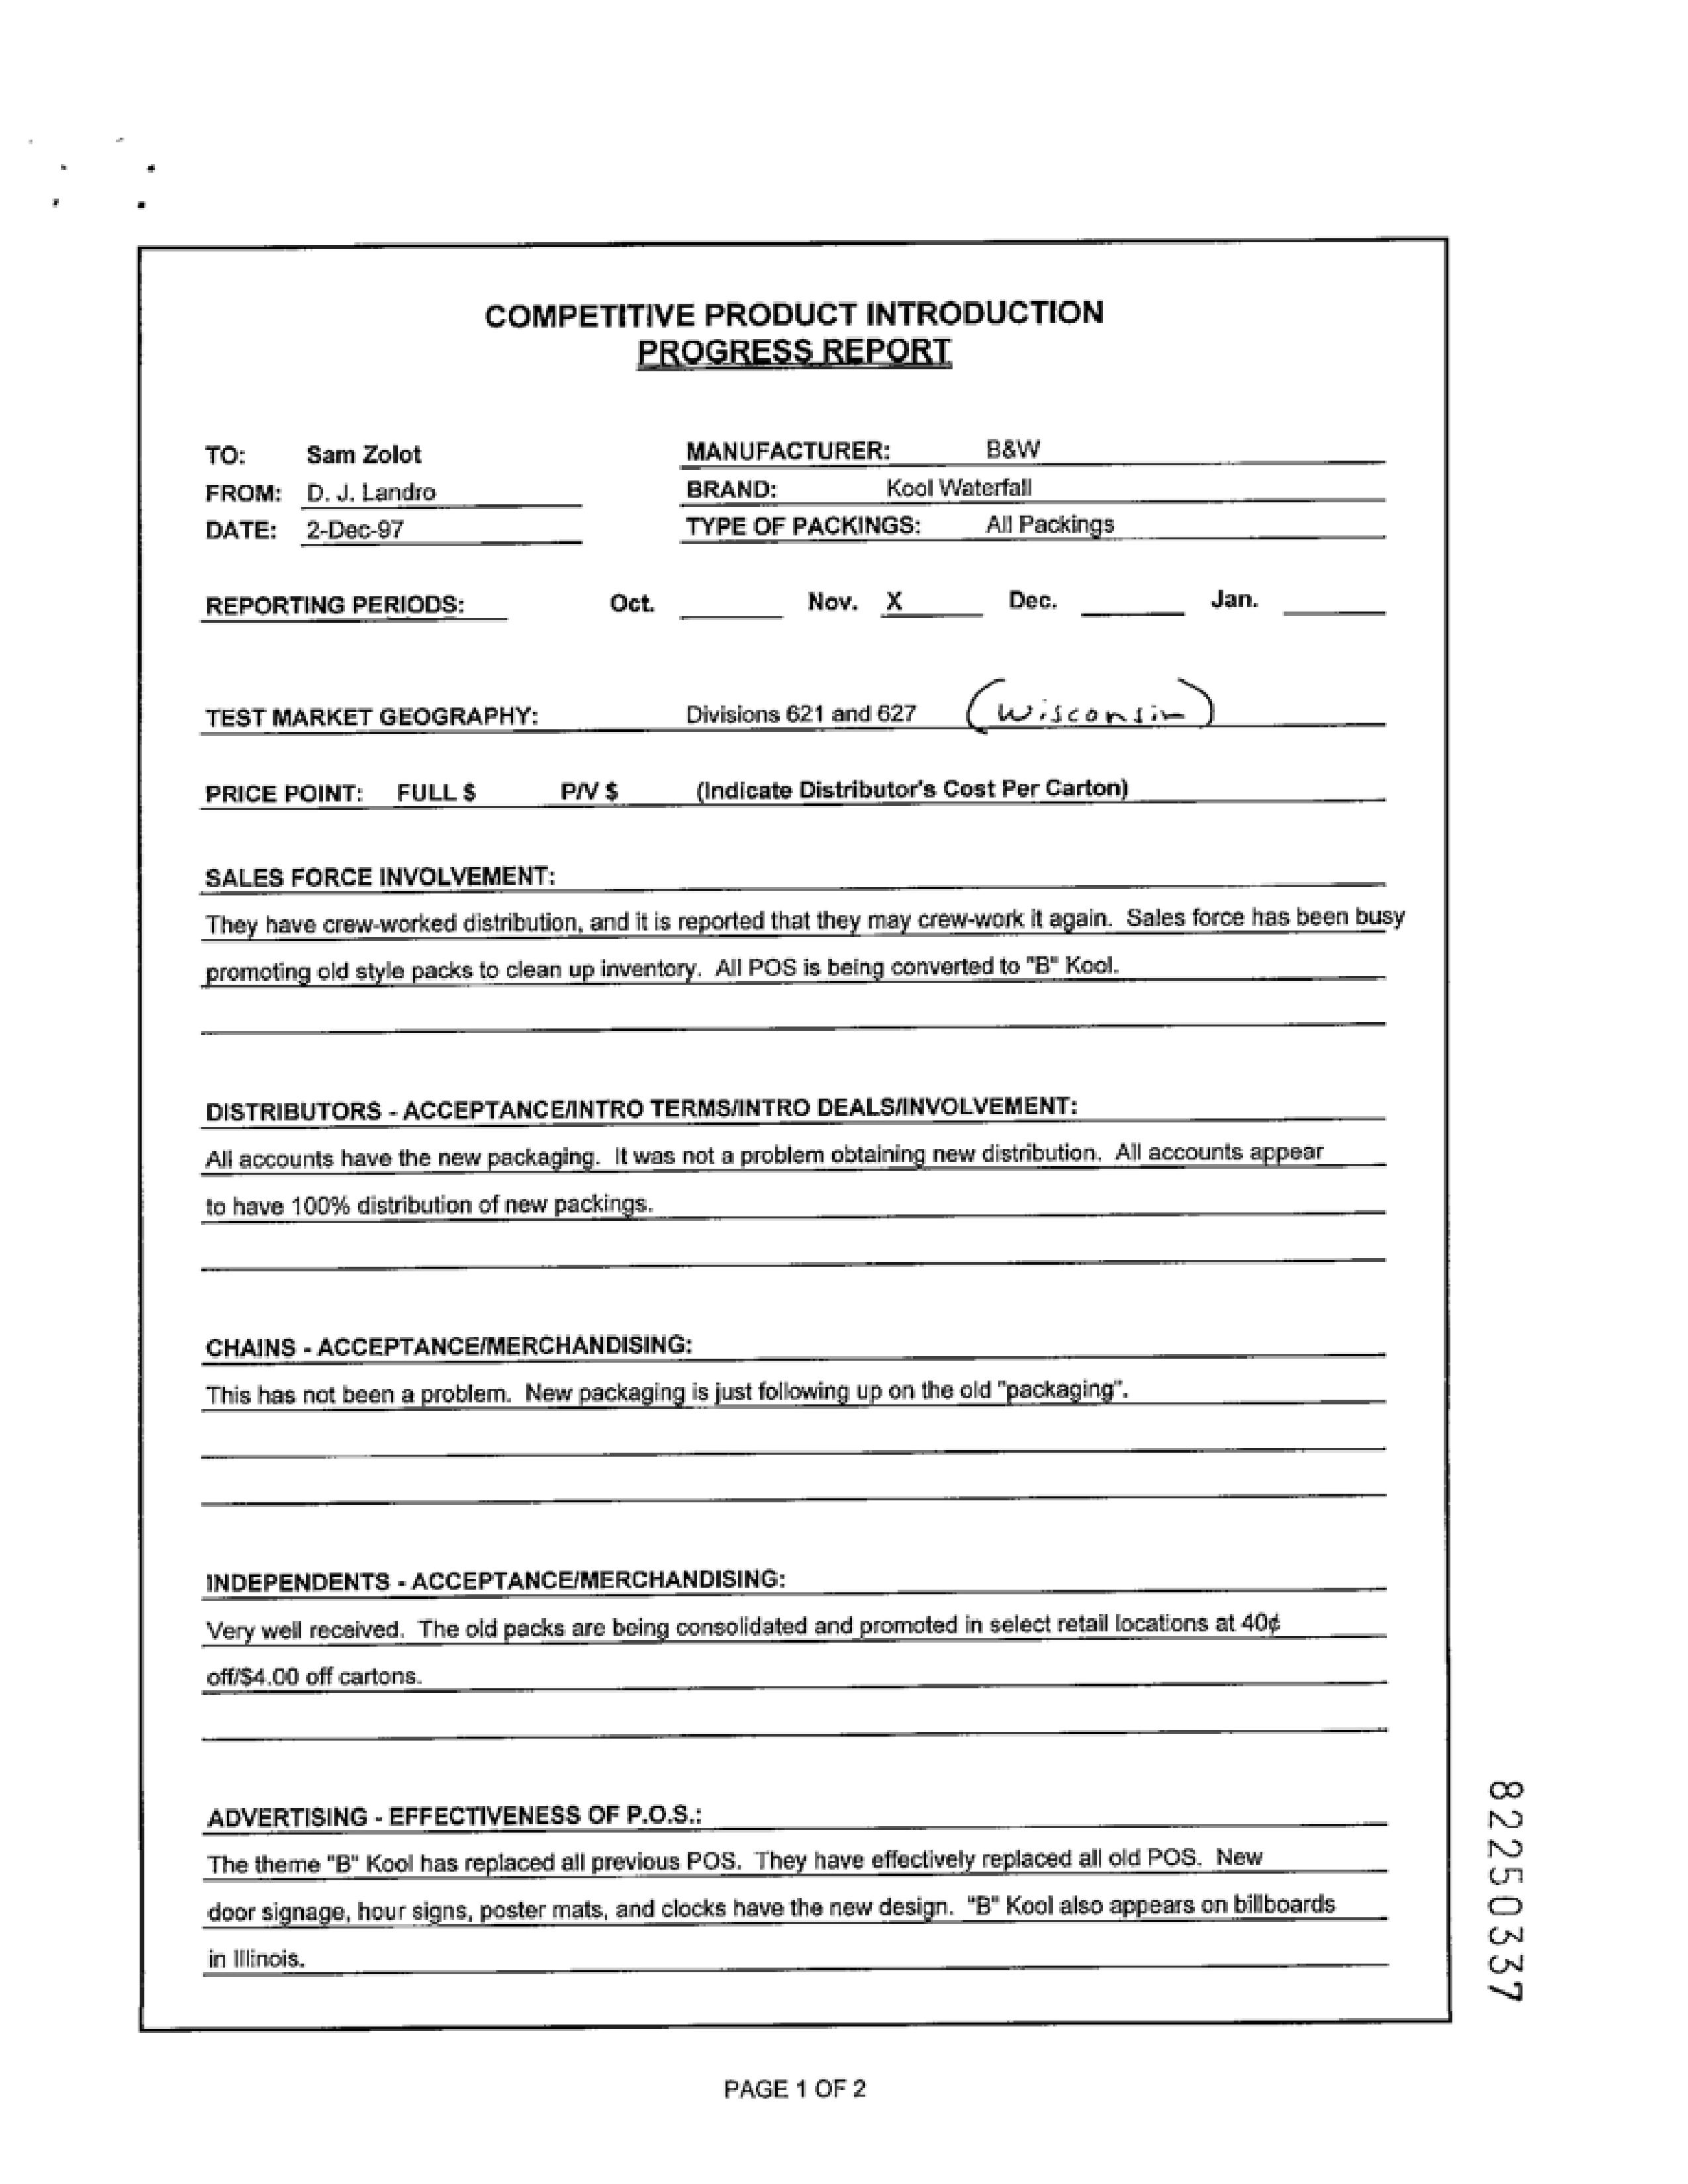 COMPETITIVE PRODUCT INTRODUCTION
PROGRESS REPORT
TO: Sam Zolot MANUFACTURER: B&W
FROM: D. J. Landro BRAND: Kool Waterfall
DATE: 2-Dec-97 TYPE OF PACKINGS: All Packings
REPORTING PERIODS: Oct. Nov. X Dec. Jan.
TEST MARKET GEOGRAPHY: Divisions 621 and 627 (Wisconsin)
PRICE POINT: FULL $ P/V $ (Indicate Distributor's Cost Per Carton)
SALES FORCE INVOLVEMENT:
They have crew-worked distribution, and it is reported that they may crew-work it again. Sales force has been busy
promoting old style packs to clean up inventory. All POS is being converted to "B" Kool.
DISTRIBUTORS - ACCEPTANCE/INTRO TERMS/INTRO DEALS/INVOLVEMENT:
All accounts have the new packaging. It was not a problem obtaining new distribution. All accounts appear
to have 100% distribution of new packings.
CHAINS - ACCEPTANCE/MERCHANDISING:
This has not been a problem. New packaging is just following up on the old "packaging".
INDEPENDENTS - ACCEPTANCE/MERCHANDISING:
Very well received. The old packs are being consolidated and promoted in select retail locations at 40¢
off/$4.00 off cartons.
ADVERTISING - EFFECTIVENESS OF P.O.S.:
The theme "B" Kool has replaced all previous POS. They have effectively replaced all old POS. New
door signage, hour signs, poster mats, and clocks have the new design. "B" Kool also appears on billboards
in Illinois.
82250337
PAGE 1 OF 2